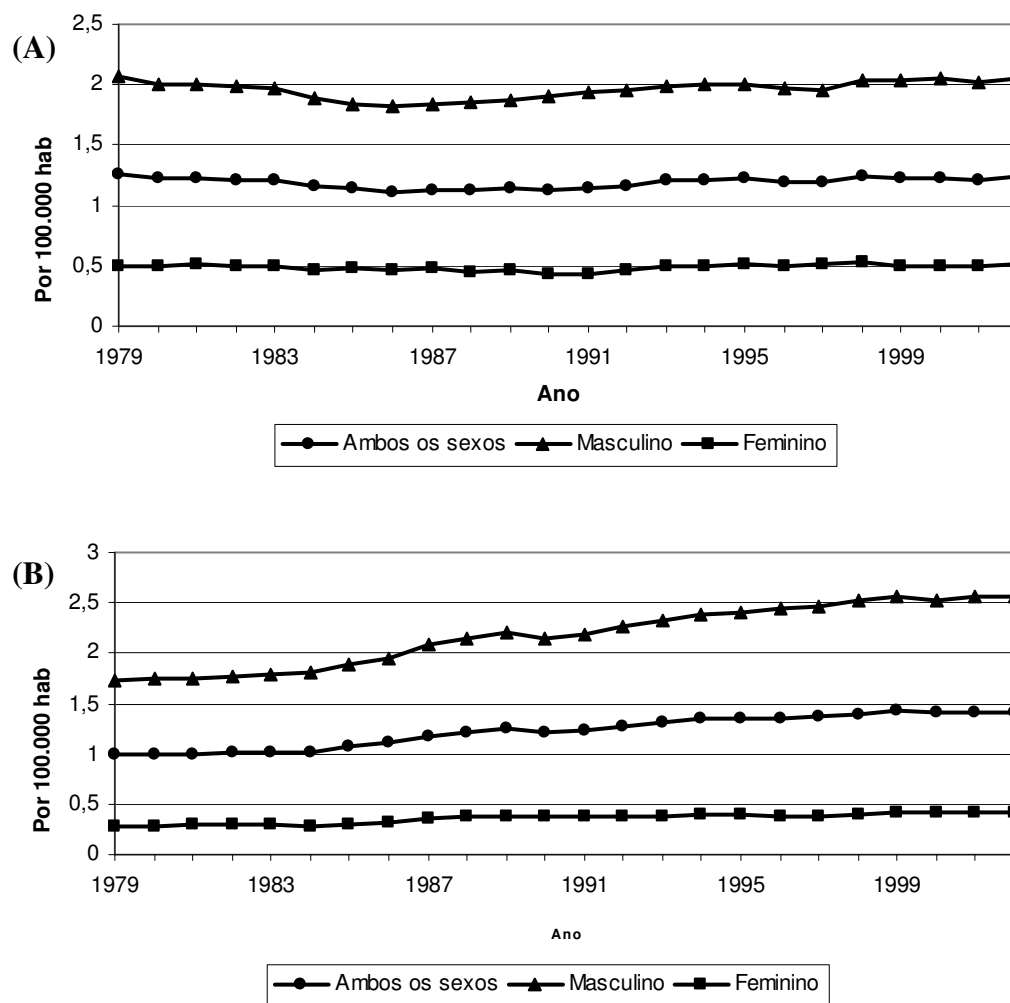 (A)
2,5
2
1,5
1
0,5
0
Por 100.000 hab
1979 1983 1987 1991 1995 1999
Ano
Ambos os sexos Masculino Feminino
(B)
3
2,5
2
1,5
1
0,5
0
Por 100.000 hab
1979 1983 1987 1991 1995 1999
Ano
Ambos os sexos Masculino Feminino